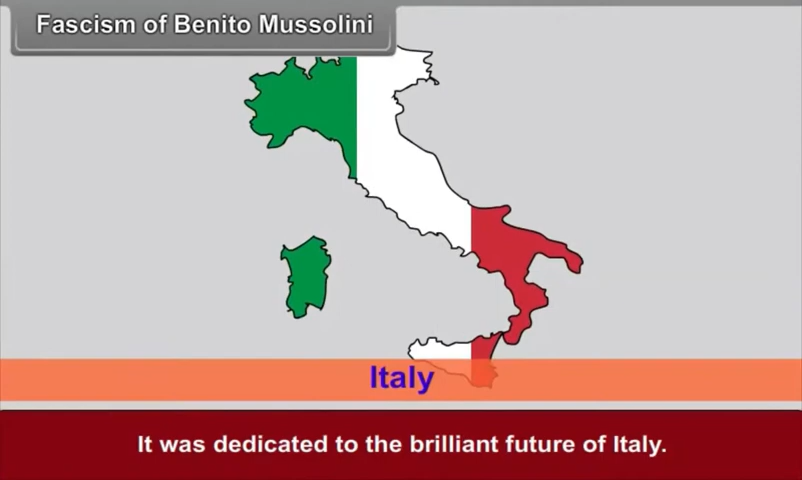 Fascism of Benito Mussolini
Italy
It was dedicated to the brilliant future of Italy.